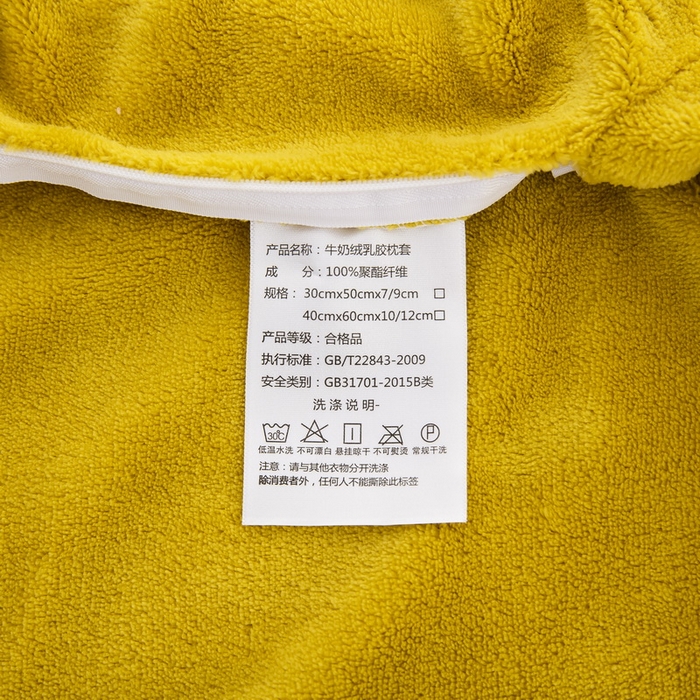 产品名称：牛奶绒乳胶枕套
成 分：100%聚酯纤维
规格： 30cmx50cmx7/9cm □
40cmx60cmx10/12cm□
产品等级：合格品
执行标准：GB/T22843-2009
安全类别：GB31701-2015B类
洗涤说明-
30℃ P
低温水洗 不可漂白 悬挂晾干 不可熨烫 常规干洗
注意：请与其他衣物分开洗涤
除消费者外，任何人不能撕除此标签